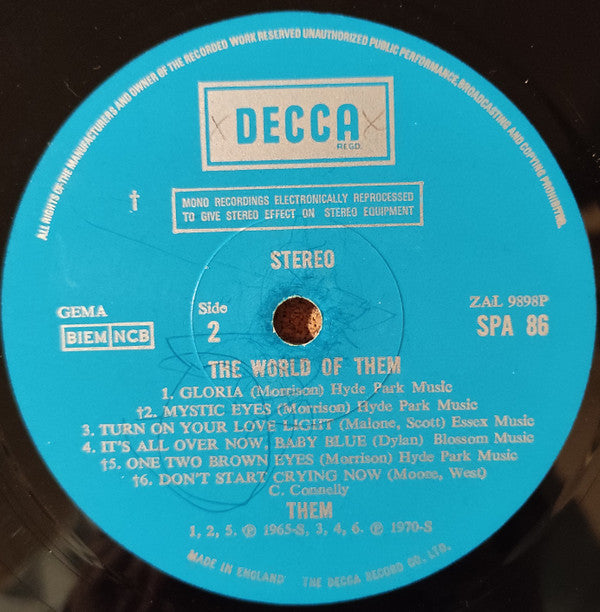 ALL RIGHTS OF THE MANUFACTURERS AND OWNER OF THE RECORDED WORK RESERVED UNAUTHORIZED PUBLIC PERFORMANCE, BROADCASTING AND COPYING PROHIBITED.
DECCA
REGD.
†
MONO RECORDINGS ELECTRONICALLY REPROCESSED
TO GIVE STEREO EFFECT ON STEREO EQUIPMENT
STEREO
GEMA
BIEM NCB
Side
2
ZAL 9898P
SPA 86
THE WORLD OF THEM
1. GLORIA (Morrison) Hyde Park Music
†2. MYSTIC EYES (Morrison) Hyde Park Music
3. TURN ON YOUR LOVE LIGHT (Malone, Scott) Essex Music
4. IT'S ALL OVER NOW, BABY BLUE (Dylan) Blossom Music
†5. ONE TWO BROWN EYES (Morrison) Hyde Park Music
†6. DON'T START CRYING NOW (Moore, West)
C. Connelly
THEM
1, 2, 5. ℗ 1965-S, 3, 4, 6. ℗ 1970-S
MADE IN ENGLAND THE DECCA RECORD CO. LTD.